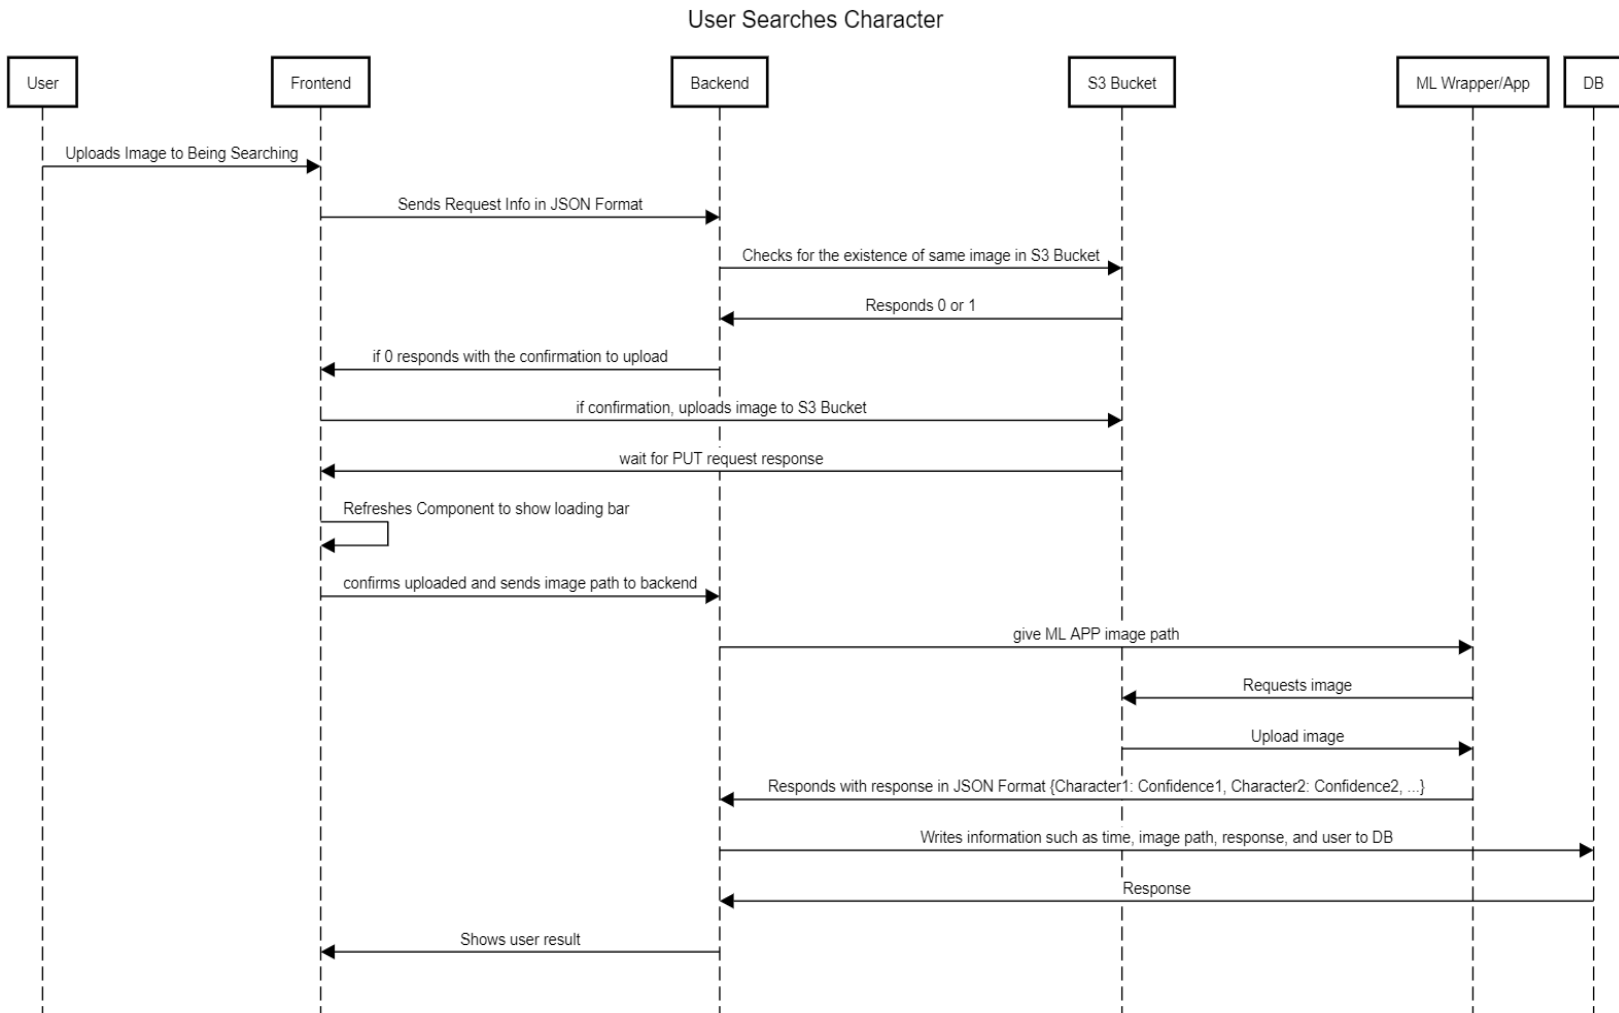 User Searches Character
User
Frontend
Backend
S3 Bucket
ML Wrapper/App
DB
Uploads Image to Being Searching
Sends Request Info in JSON Format
Checks for the existence of same image in S3 Bucket
Responds 0 or 1
if 0 responds with the confirmation to upload
if confirmation, uploads image to S3 Bucket
wait for PUT request response
Refreshes Component to show loading bar
confirms uploaded and sends image path to backend
give ML APP image path
Requests image
Upload image
Responds with response in JSON Format {Character1: Confidence1, Character2: Confidence2, ...}
Writes information such as time, image path, response, and user to DB
Response
Shows user result